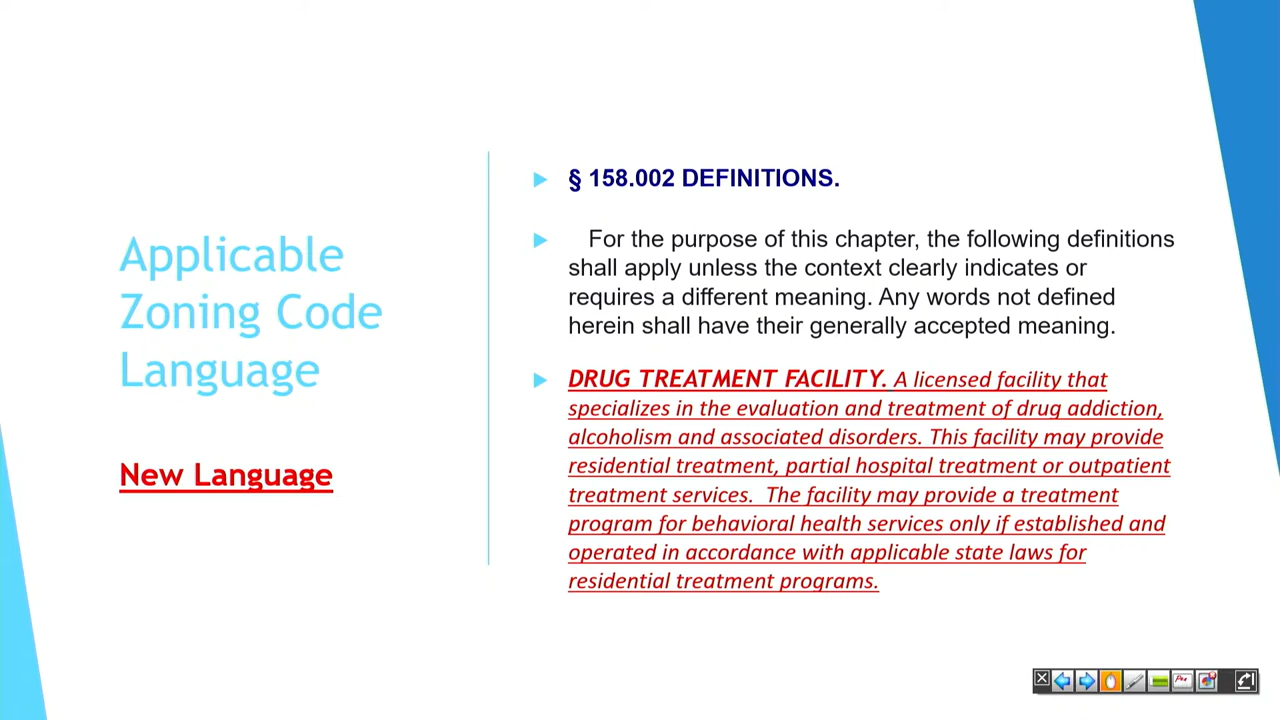 Applicable
Zoning Code
Language
New Language
§ 158.002 DEFINITIONS.
For the purpose of this chapter, the following definitions
shall apply unless the context clearly indicates or
requires a different meaning. Any words not defined
herein shall have their generally accepted meaning.
DRUG TREATMENT FACILITY. A licensed facility that
specializes in the evaluation and treatment of drug addiction,
alcoholism and associated disorders. This facility may provide
residential treatment, partial hospital treatment or outpatient
treatment services.  The facility may provide a treatment
program for behavioral health services only if established and
operated in accordance with applicable state laws for
residential treatment programs.